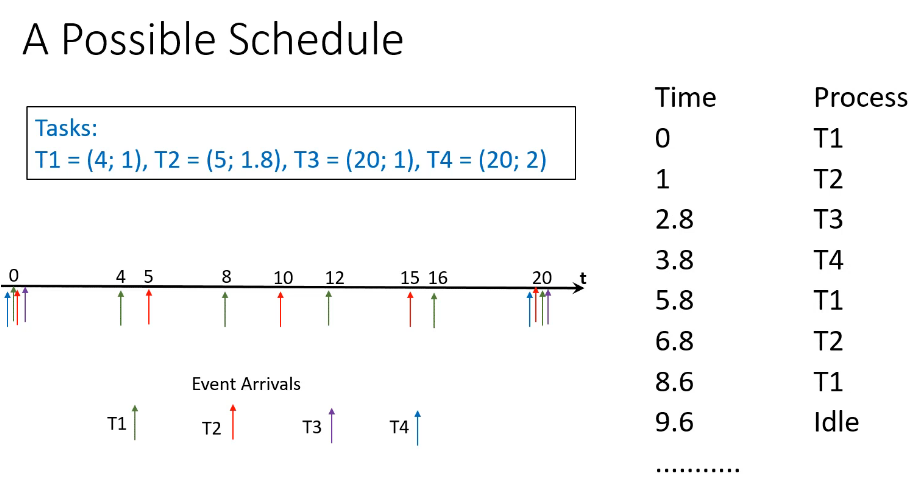 A Possible Schedule
Tasks:
T1 = (4; 1), T2 = (5; 1.8), T3 = (20; 1), T4 = (20; 2)
0 4 5 8 10 12 15 16 20 t
Event Arrivals
T1 T2 T3 T4
Time Process
0 T1
1 T2
2.8 T3
3.8 T4
5.8 T1
6.8 T2
8.6 T1
9.6 Idle
...........